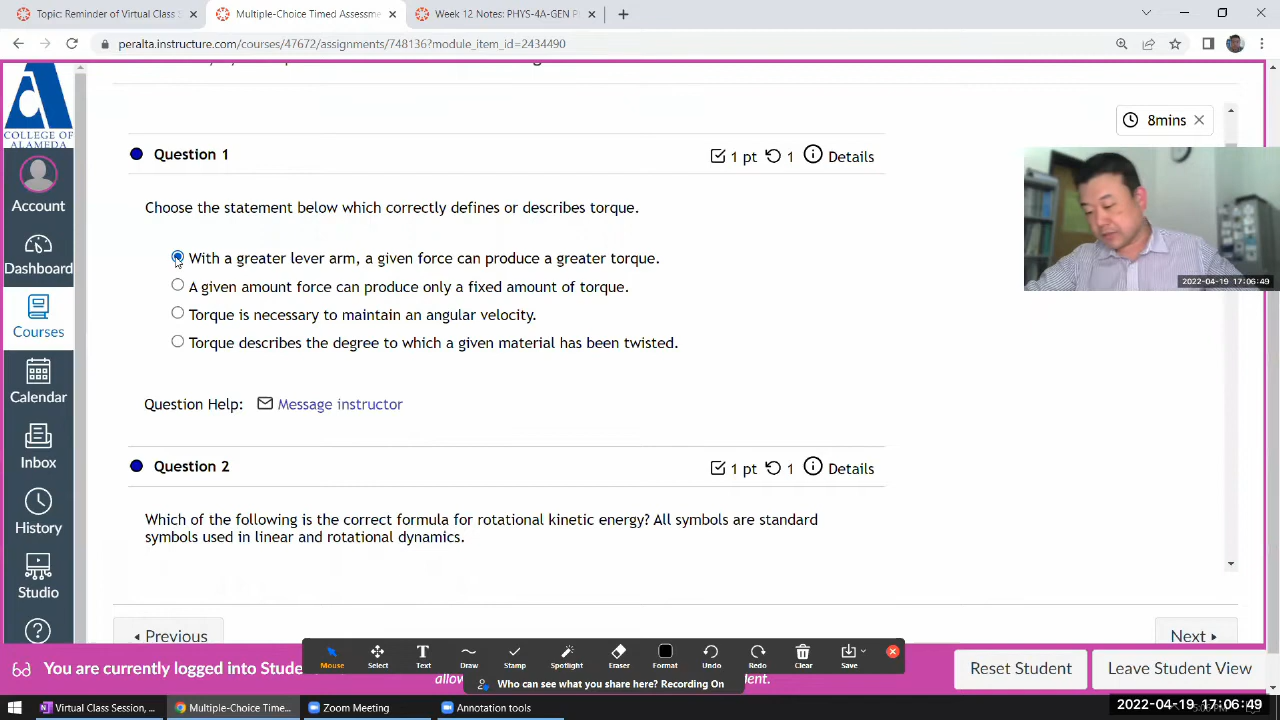 Topic: Reminder of Virtual Class
Multiple-Choice Timed Assessme
Week 12 Notes: PHYS-4A-GEN P
peralta.instructure.com/courses/47672/assignments/748136?module_item_id=2434490
COLLEGE OF
ALAMEDA
Account
Dashboard
Courses
Calendar
Inbox
History
Studio
8mins
Question 1
1 pt 1 Details
Choose the statement below which correctly defines or describes torque.
With a greater lever arm, a given force can produce a greater torque.
A given amount force can produce only a fixed amount of torque.
Torque is necessary to maintain an angular velocity.
Torque describes the degree to which a given material has been twisted.
Question Help: Message instructor
Question 2
1 pt 1 Details
Which of the following is the correct formula for rotational kinetic energy? All symbols are standard
symbols used in linear and rotational dynamics.
2022-04-19 17:06:49
Previous
Next
Mouse Select Text Draw Stamp Spotlight Eraser Format Undo Redo Clear Save
You are currently logged into Stude
Who can see what you share here? Recording On
Reset Student
Leave Student View
Virtual Class Session, ...
Multiple-Choice Time...
Zoom Meeting
Annotation tools
2022-04-19 17:06:49